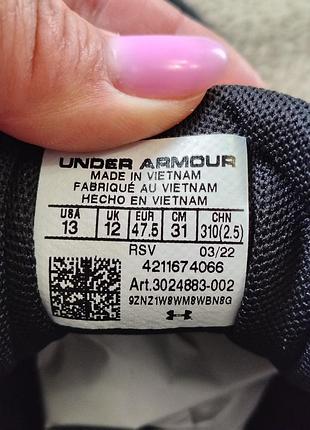 UNDER ARMOUR
MADE IN VIETNAM
FABRIQUÉ AU VIETNAM
HECHO EN VIETNAM
USA UK EUR CM CHN
13 12 47.5 31 310(2.5)
RSV 03/22
4211674066
Art.3024883-002
9ZNZ1W8WM8WBN8G